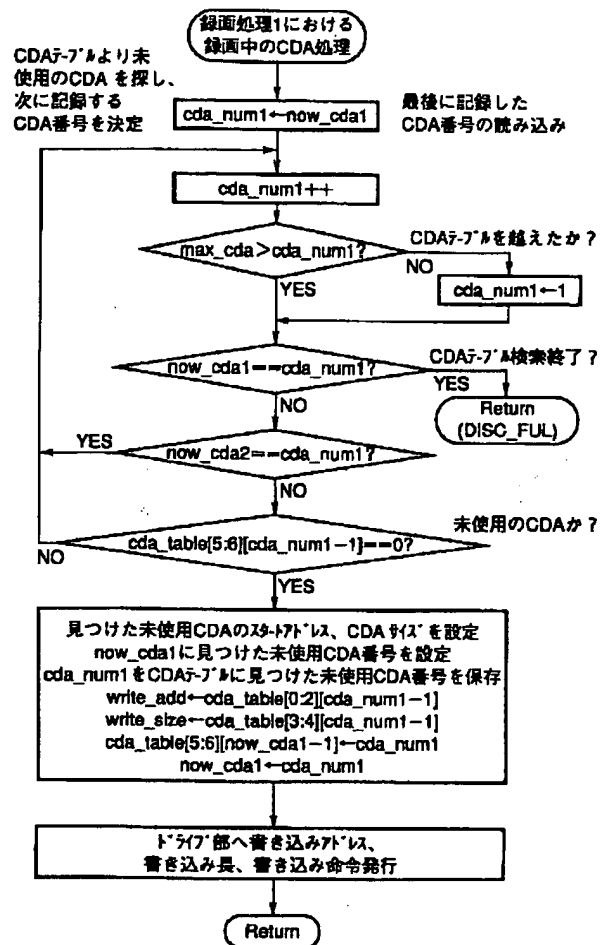 録画処理1における
録画中のCDA処理
CDAﾃｰﾌﾞﾙより未
使用のCDA を探し、
次に記録する
CDA番号を決定
cda_num1←now_cda1
最後に記録した
CDA番号の読み込み
cda_num1++
max_cda>cda_num1?
CDAﾃｰﾌﾞﾙを越えたか？
NO
YES
cda_num1←1
now_cda1==cda_num1?
CDAﾃｰﾌﾞﾙ検索終了？
YES
NO
Return
(DISC_FUL)
YES
now_cda2==cda_num1?
NO
未使用のCDAか？
NO
cda_table[5:6][cda_num1-1]==0?
YES
見つけた未使用CDAのｽﾀｰﾄｱﾄﾞﾚｽ、CDA ｻｲｽﾞを設定
now_cda1に見つけた未使用CDA番号を設定
cda_num1をCDAﾃｰﾌﾞﾙに見つけた未使用CDA番号を保存
write_add←cda_table[0:2][cda_num1-1]
write_size←cda_table[3:4][cda_num1-1]
cda_table[5:6][now_cda1-1]←cda_num1
now_cda1←cda_num1
ﾄﾞﾗｲﾌﾞ部へ書き込みｱﾄﾞﾚｽ、
書き込み長、書き込み命令発行
Return